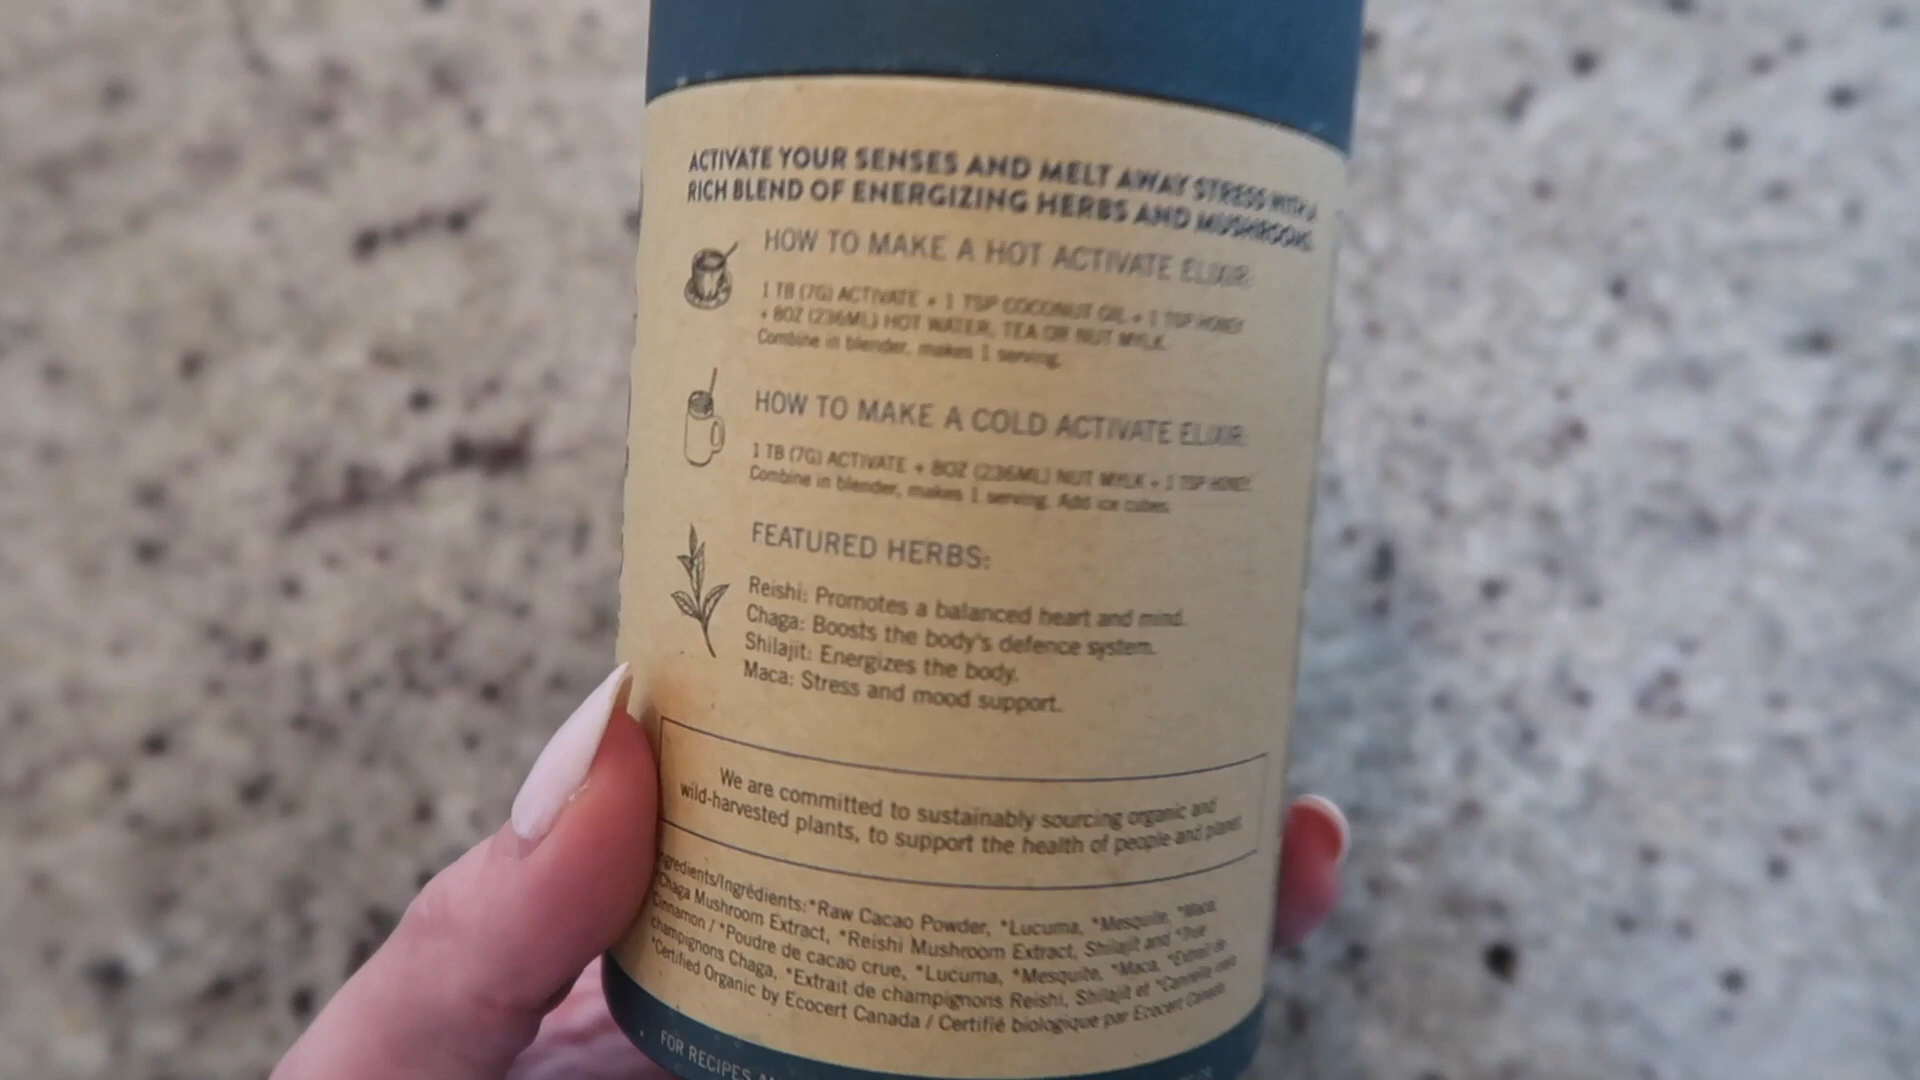 ACTIVATE YOUR SENSES AND MELT AWAY STRESS WITH A
RICH BLEND OF ENERGIZING HERBS AND MUSHROOMS.
HOW TO MAKE A HOT ACTIVATE ELIXIR:
1 TB (7G) ACTIVATE + 1 TSP COCONUT OIL + 1 TSP HONEY
+ 8OZ (236ML) HOT WATER, TEA OR NUT MYLK.
Combine in blender, makes 1 serving.
HOW TO MAKE A COLD ACTIVATE ELIXIR:
1 TB (7G) ACTIVATE + 8OZ (236ML) NUT MYLK + 1 TSP HONEY.
Combine in blender, makes 1 serving. Add ice cubes.
FEATURED HERBS:
Reishi: Promotes a balanced heart and mind.
Chaga: Boosts the body's defence system.
Shilajit: Energizes the body.
Maca: Stress and mood support.
We are committed to sustainably sourcing organic and
wild-harvested plants, to support the health of people and planet.
Ingredients/Ingrédients: *Raw Cacao Powder, *Lucuma, *Mesquite, *Maca,
*Chaga Mushroom Extract, *Reishi Mushroom Extract, Shilajit and *True
Cinnamon / *Poudre de cacao crue, *Lucuma, *Mesquite, *Maca, *Extrait de
champignons Chaga, *Extrait de champignons Reishi, Shilajit et *Cannelle
*Certified Organic by Ecocert Canada / Certifié biologique par Ecocert Canada
FOR RECIPES